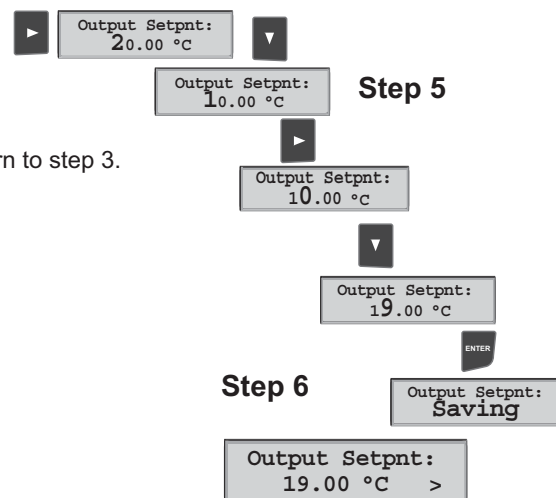 Output Setpnt:
20.00 °C
Output Setpnt:
10.00 °C
Step 5
rn to step 3.
Output Setpnt:
10.00 °C
Output Setpnt:
19.00 °C
ENTER
Step 6
Output Setpnt:
Saving
Output Setpnt:
19.00 °C >